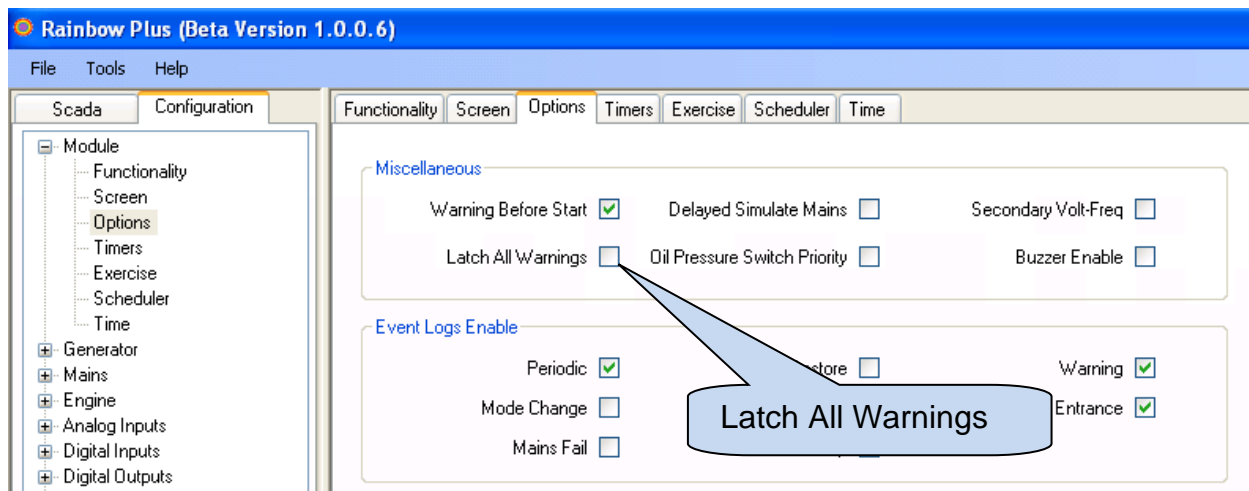 Rainbow Plus (Beta Version 1.0.0.6)
File Tools Help
Scada Configuration
Module
Functionality
Screen
Options
Timers
Exercise
Scheduler
Time
Generator
Mains
Engine
Analog Inputs
Digital Inputs
Digital Outputs
Functionality Screen Options Timers Exercise Scheduler Time
Miscellaneous
Warning Before Start Delayed Simulate Mains Secondary Volt-Freq
Latch All Warnings Oil Pressure Switch Priority Buzzer Enable
Event Logs Enable
Periodic Warning
Mode Change Entrance
Mains Fail
Latch All Warnings